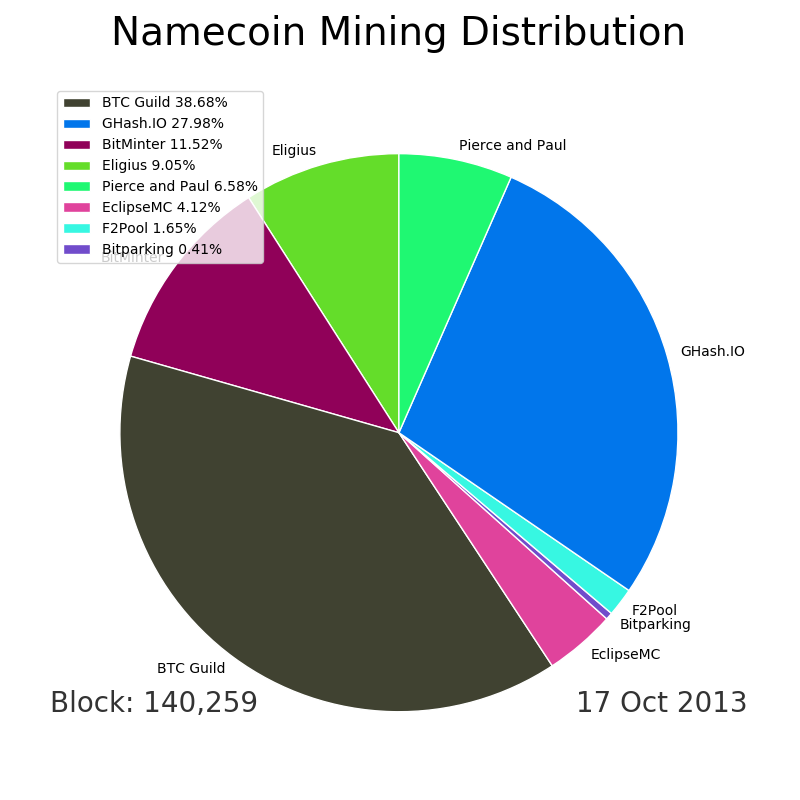 Namecoin Mining Distribution
BTC Guild 38.68%
GHash.IO 27.98%
BitMinter 11.52%
Eligius 9.05%
Pierce and Paul 6.58%
EclipseMC 4.12%
F2Pool 1.65%
Bitparking 0.41%
Eligius
Pierce and Paul
BitMinter
GHash.IO
F2Pool
Bitparking
EclipseMC
BTC Guild
Block: 140,259
17 Oct 2013